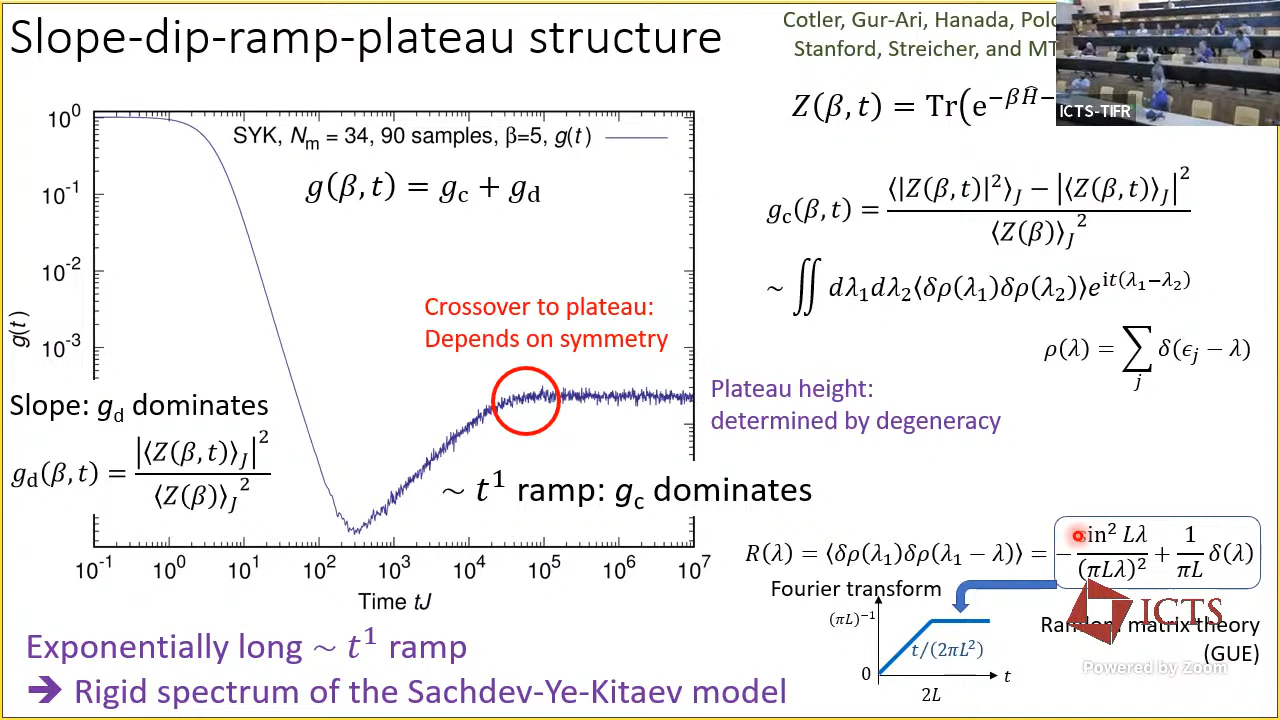 Slope-dip-ramp-plateau structure
Cotler, Gur-Ari, Hanada,
Stanford, Streicher, and
Z(β, t) = Tr(e^{−βĤ−
ICTS-TIFR
SYK, N_m = 34, 90 samples, β=5, g(t)
g(β, t) = g_c + g_d
g_c(β, t) = (⟨|Z(β, t)|²⟩_J − |⟨Z(β, t)⟩_J|²) / ⟨Z(β)⟩_J²
~ ∬ dλ₁dλ₂⟨δρ(λ₁)δρ(λ₂)⟩e^{it(λ₁−λ₂)}
ρ(λ) = ∑_j δ(ϵ_j − λ)
Crossover to plateau:
Depends on symmetry
Plateau height:
determined by degeneracy
Slope: g_d dominates
g_d(β, t) = |⟨Z(β, t)⟩_J|² / ⟨Z(β)⟩_J²
~ t¹ ramp: g_c dominates
g(t)
10⁰
10⁻¹
10⁻²
10⁻³
10⁻¹ 10⁰ 10¹ 10² 10³ 10⁴ 10⁵ 10⁶ 10⁷
Time tJ
R(λ) = ⟨δρ(λ₁)δρ(λ₁ − λ)⟩ = − sin² Lλ / (πLλ)² + 1/πL δ(λ)
Fourier transform
(πL)⁻¹
t/(2πL²)
0
2L
t
Random matrix theory
(GUE)
ICTS
Powered by Zoom
Exponentially long ~ t¹ ramp
➔ Rigid spectrum of the Sachdev-Ye-Kitaev model